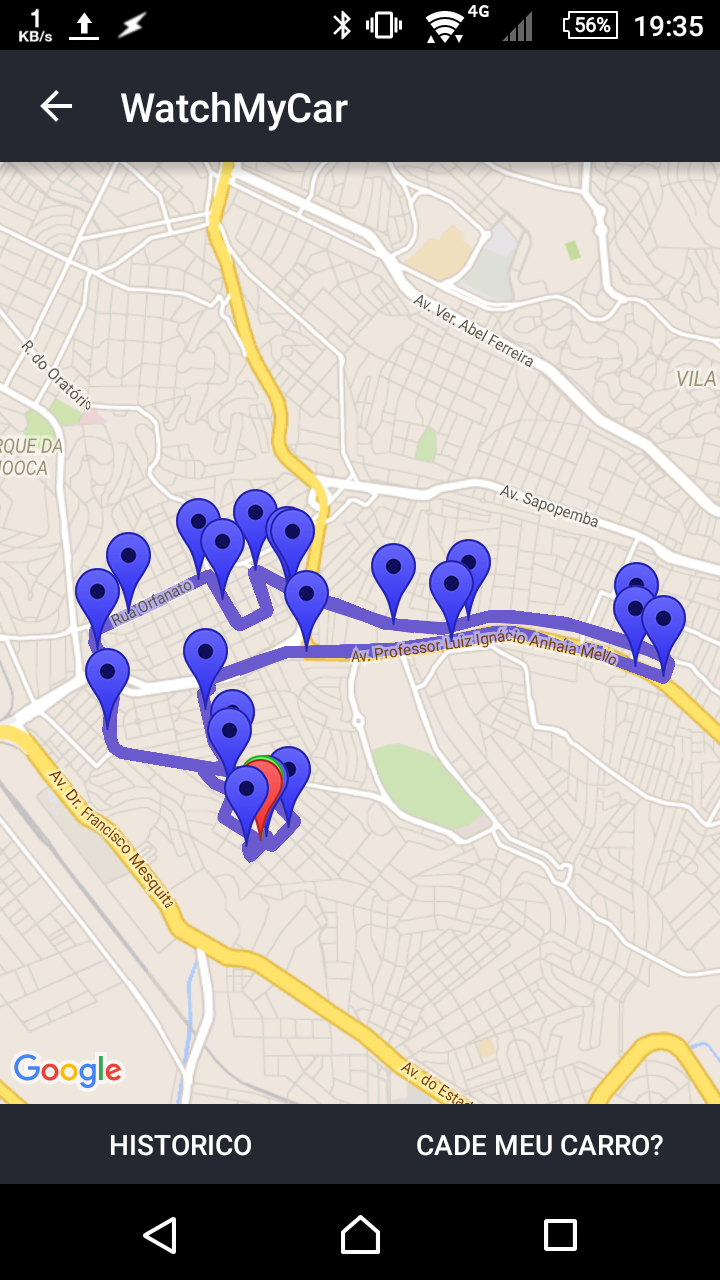 1
KB/s
4G
56%
19:35
WatchMyCar
Av. Ver. Abel Ferreira
R. do Oratório
VILA
RQUE DA
OOCA
Av. Sapopemba
Rua Orfanato
Av. Professor Luiz Ignácio Anhaia Mello
Av. Dr. Francisco Mesquita
Av. do Estad
Google
HISTORICO
CADE MEU CARRO?